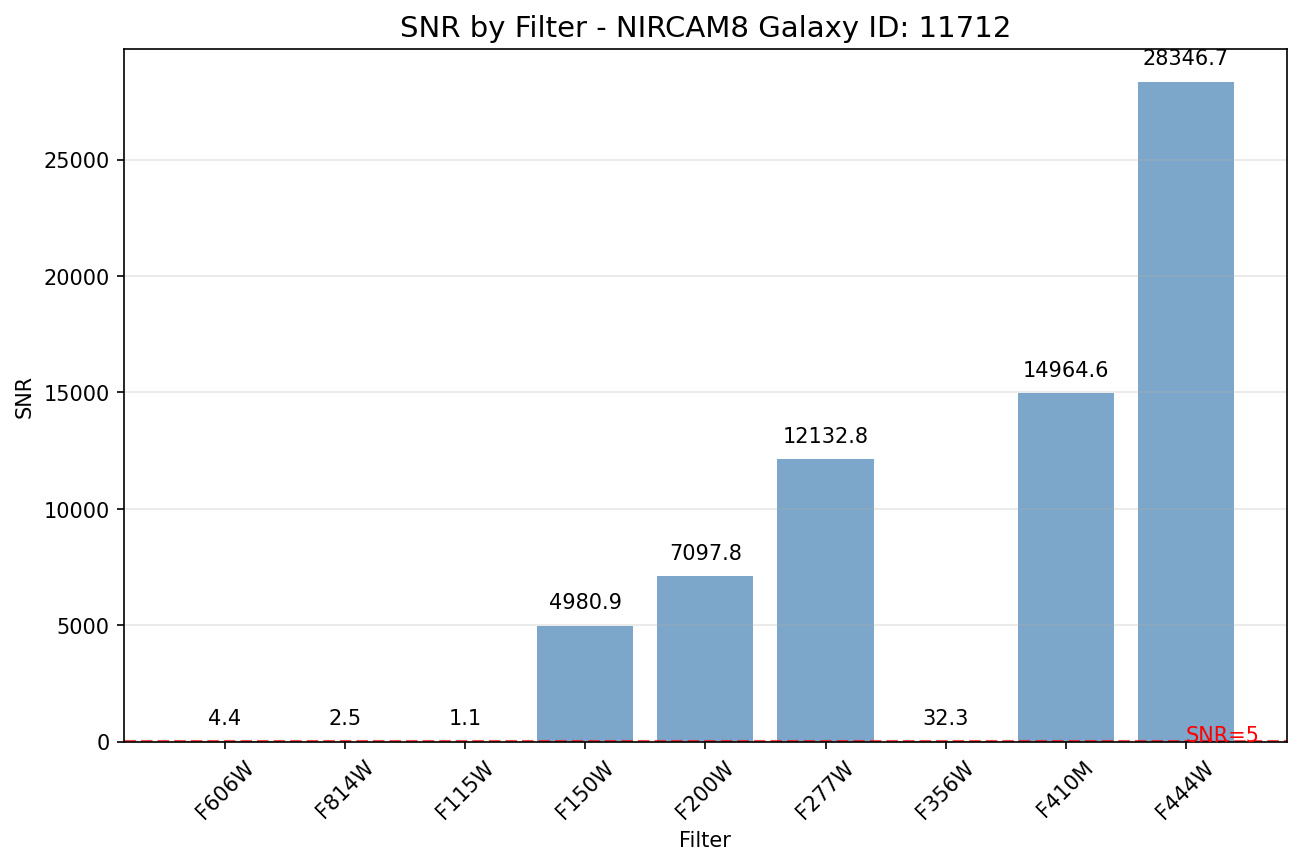 SNR by Filter - NIRCAM8 Galaxy ID: 11712
28346.7
25000
20000
15000
14964.6
12132.8
10000
7097.8
5000
4980.9
4.4
2.5
1.1
32.3
0
SNR=5
SNR
F606W
F814W
F115W
F150W
F200W
F277W
F356W
F410M
F444W
Filter